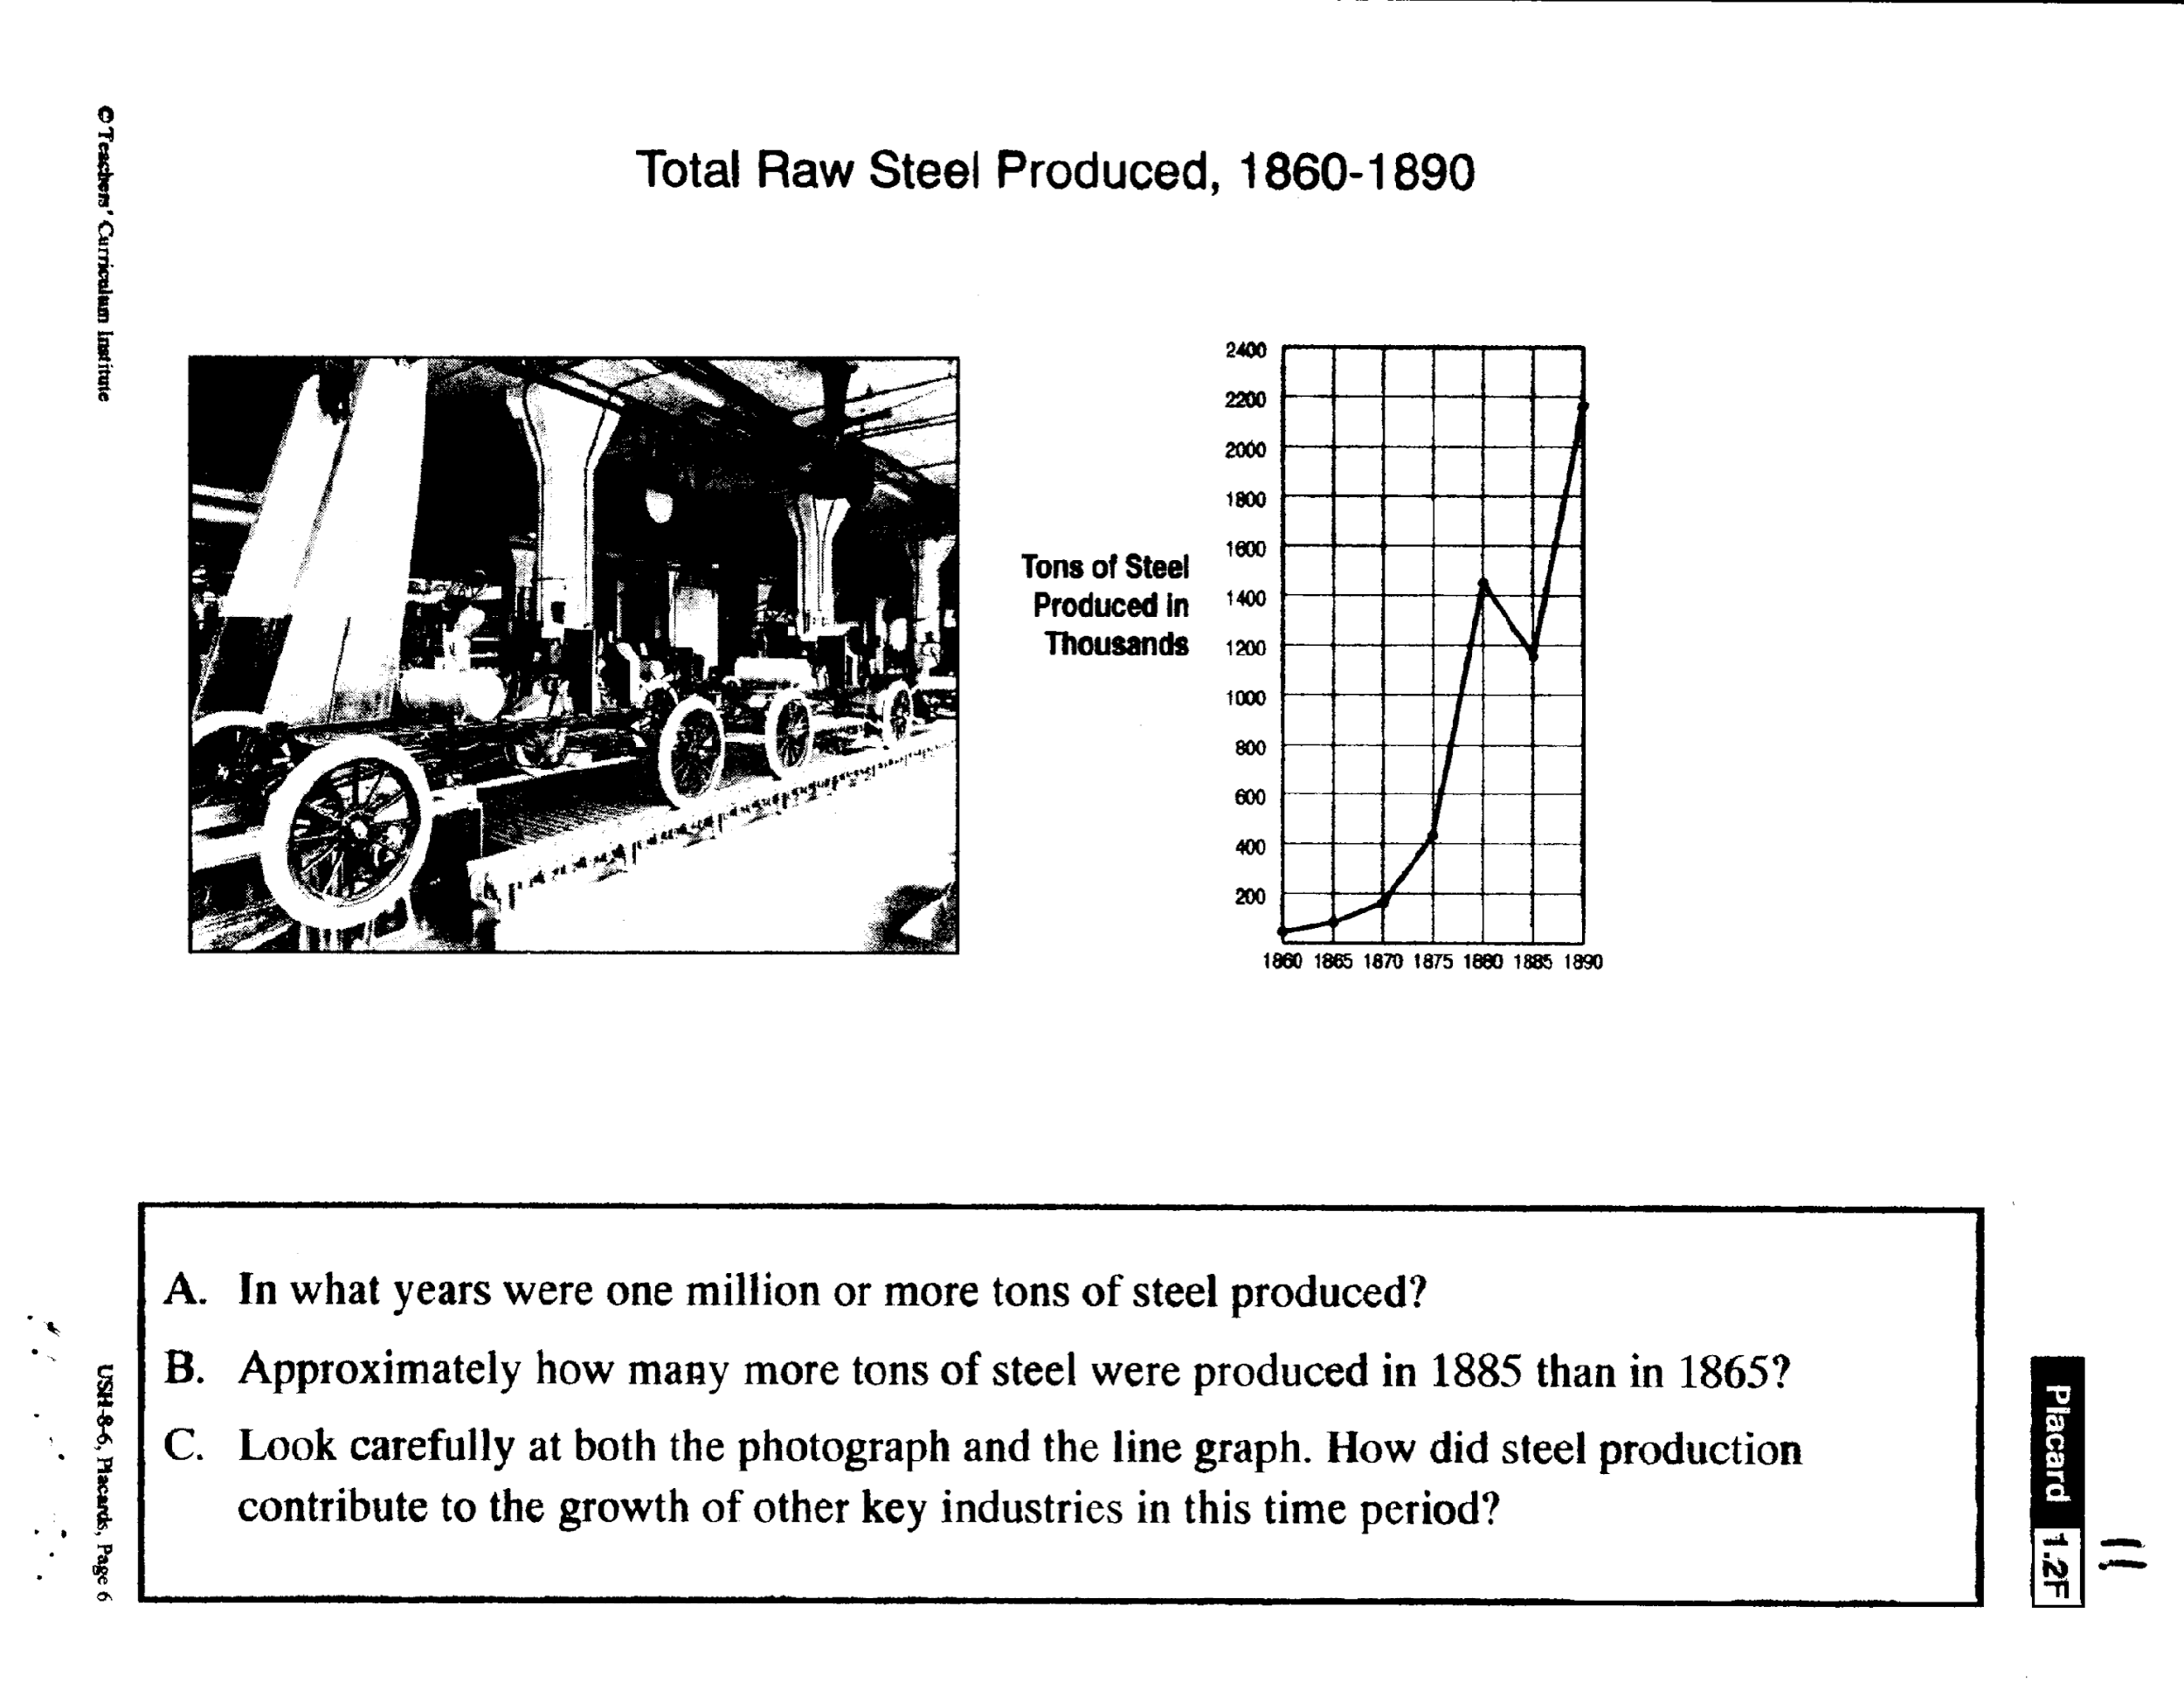 © Teachers' Curriculum Institute
Total Raw Steel Produced, 1860-1890
Tons of Steel
Produced in
Thousands
2400
2200
2000
1800
1600
1400
1200
1000
800
600
400
200
1860 1865 1870 1875 1880 1885 1890
A. In what years were one million or more tons of steel produced?
B. Approximately how many more tons of steel were produced in 1885 than in 1865?
C. Look carefully at both the photograph and the line graph. How did steel production
contribute to the growth of other key industries in this time period?
USH-8-6, Placards, Page 6
Placard 1.2F
11